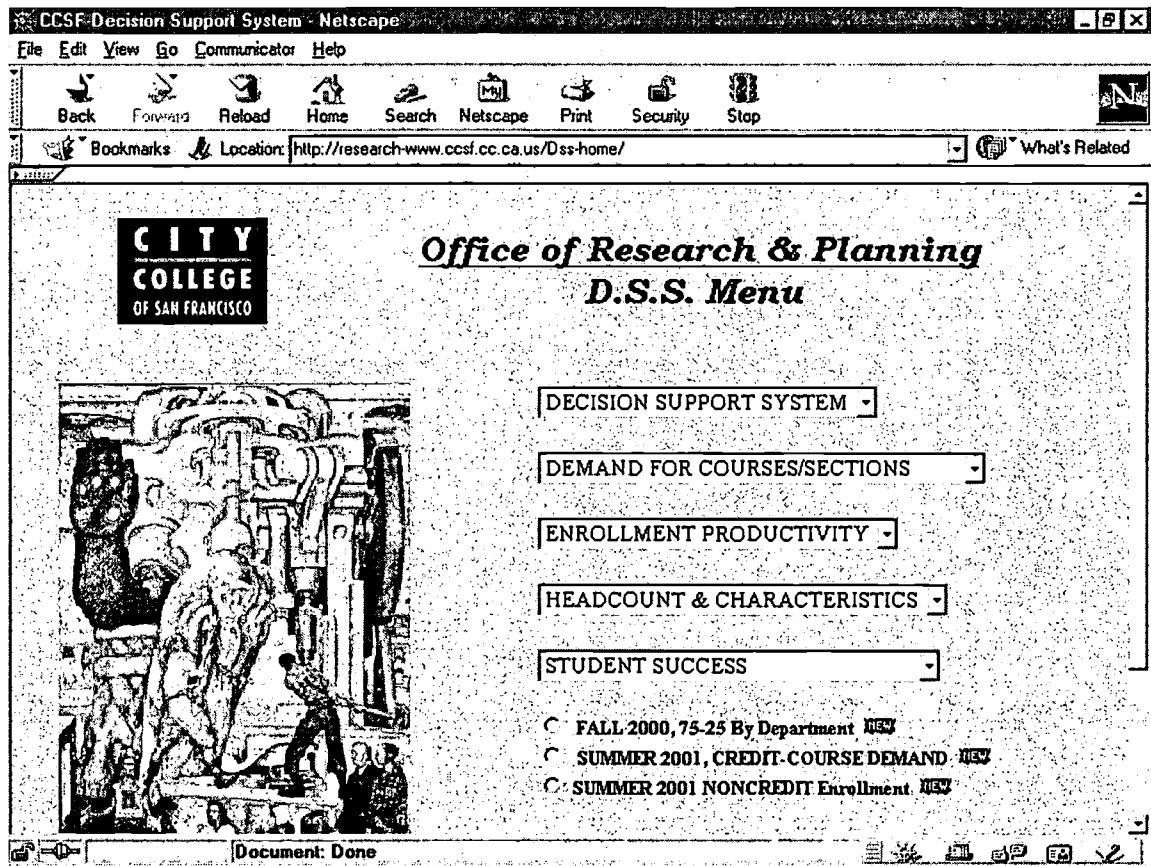 CCSF Decision Support System - Netscape
File Edit View Go Communicator Help
Back Forward Reload Home Search Netscape Print Security Stop
Bookmarks Location: http://research-www.ccsf.cc.ca.us/Dss-home/ What's Related
CITY
COLLEGE
OF SAN FRANCISCO
Office of Research & Planning
D.S.S. Menu
DECISION SUPPORT SYSTEM
DEMAND FOR COURSES/SECTIONS
ENROLLMENT PRODUCTIVITY
HEADCOUNT & CHARACTERISTICS
STUDENT SUCCESS
FALL 2000, 75-25 By Department NEW
SUMMER 2001, CREDIT-COURSE DEMAND NEW
SUMMER 2001 NONCREDIT Enrollment NEW
Document: Done